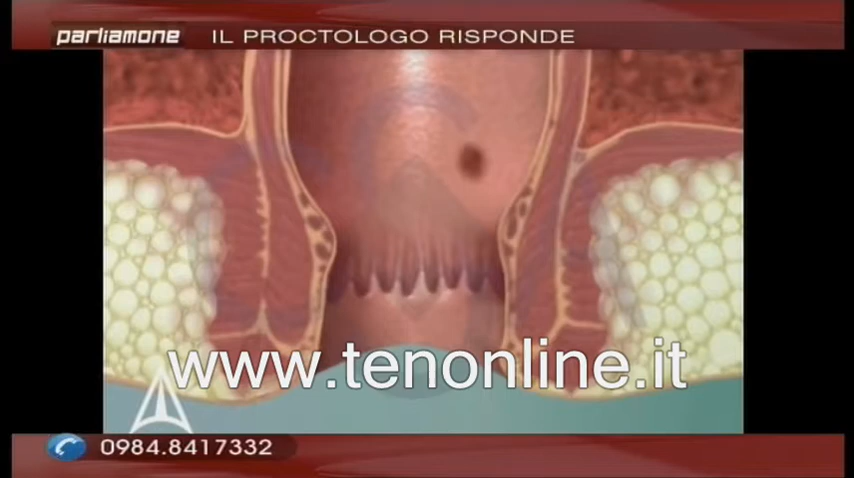 parliamone IL PROCTOLOGO RISPONDE
www.tenonline.it
0984.8417332